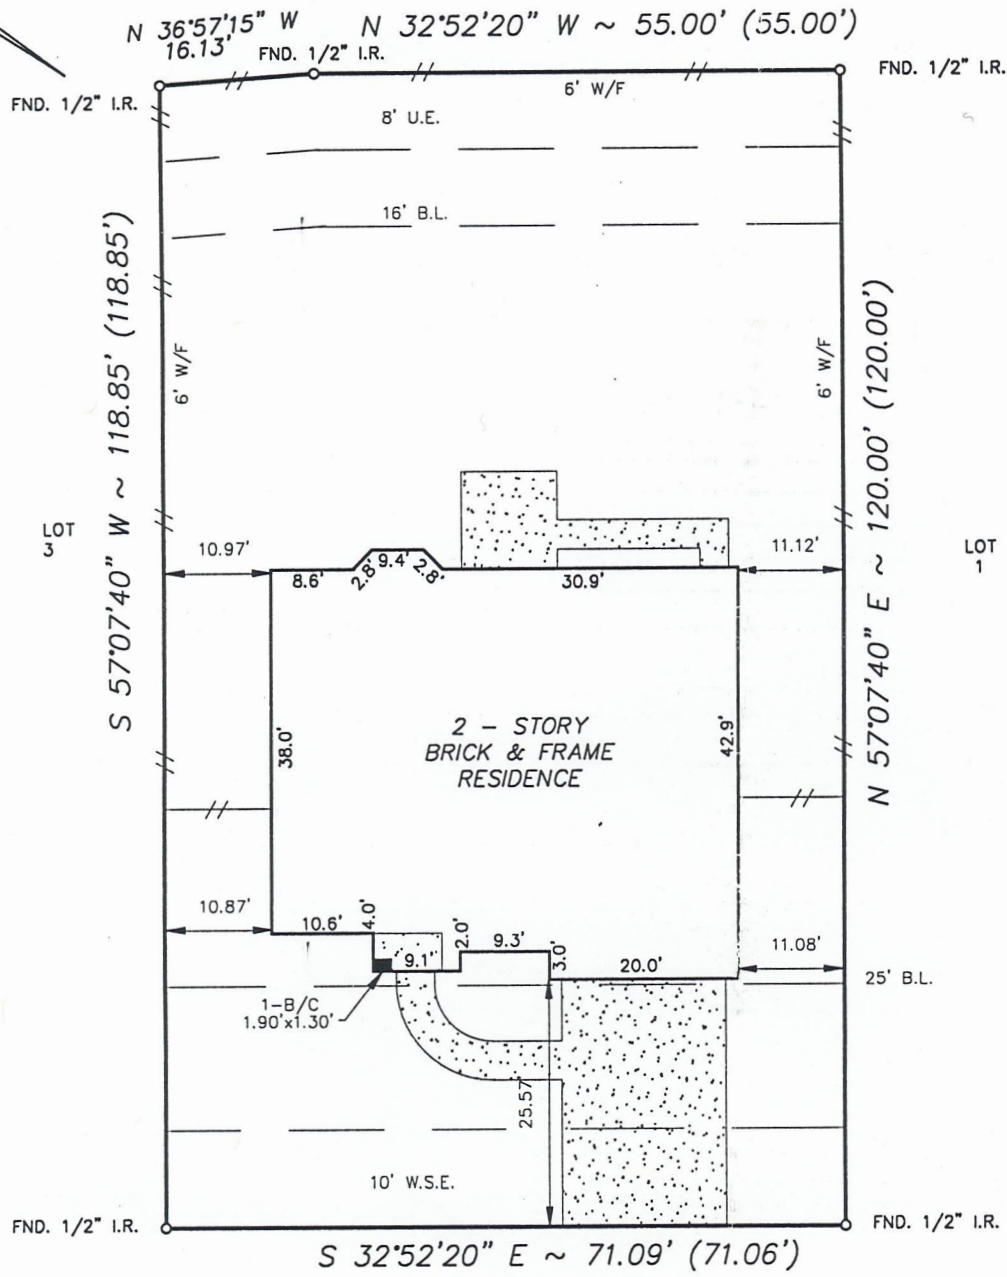 N 36°57'15" W
16.13'
N 32°52'20" W ~ 55.00' (55.00')
FND. 1/2" I.R.
FND. 1/2" I.R.
FND. 1/2" I.R.
6' W/F
8' U.E.
16' B.L.
S 57°07'40" W ~ 118.85' (118.85')
6' W/F
6' W/F
N 57°07'40" E ~ 120.00' (120.00')
LOT
3
LOT
1
10.97'
11.12'
8.6'
2.8'
9.4'
2.8'
30.9'
38.0'
42.9'
2 - STORY
BRICK & FRAME
RESIDENCE
10.87'
10.6'
4.0'
9.1'
2.0'
9.3'
3.0'
20.0'
11.08'
25' B.L.
1-B/C
1.90'x1.30'
25.57'
10' W.S.E.
FND. 1/2" I.R.
FND. 1/2" I.R.
S 32°52'20" E ~ 71.09' (71.06')